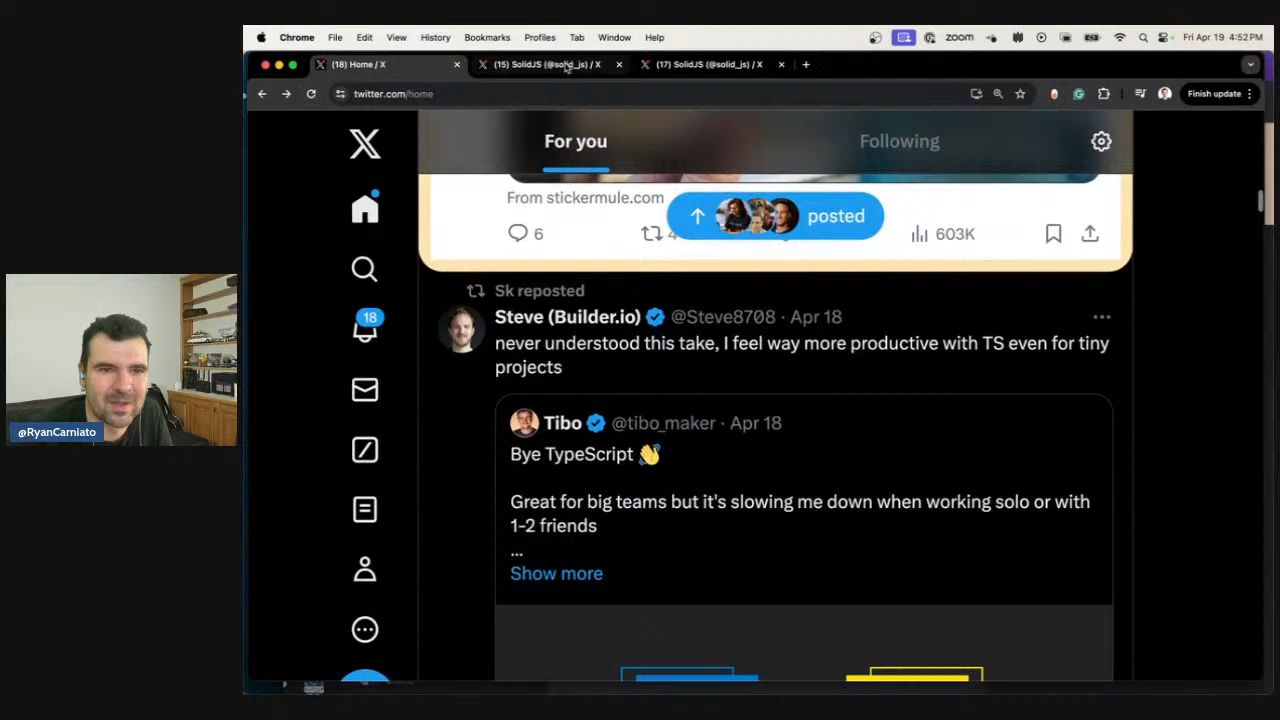 Chrome File Edit View History Bookmarks Profiles Tab Window Help
zoom
Fri Apr 19 4:52 PM
(18) Home / X
(15) SolidJS (@solid_js) / X
(17) SolidJS (@solid_js) / X
twitter.com/home
Finish update
For you
Following
From stickermule.com
posted
6
603K
Sk reposted
18
Steve (Builder.io) @Steve8708 · Apr 18
never understood this take, I feel way more productive with TS even for tiny
projects
Tibo @tibo_maker · Apr 18
Bye TypeScript 👋
Great for big teams but it's slowing me down when working solo or with
1-2 friends
...
Show more
@RyanCarniato